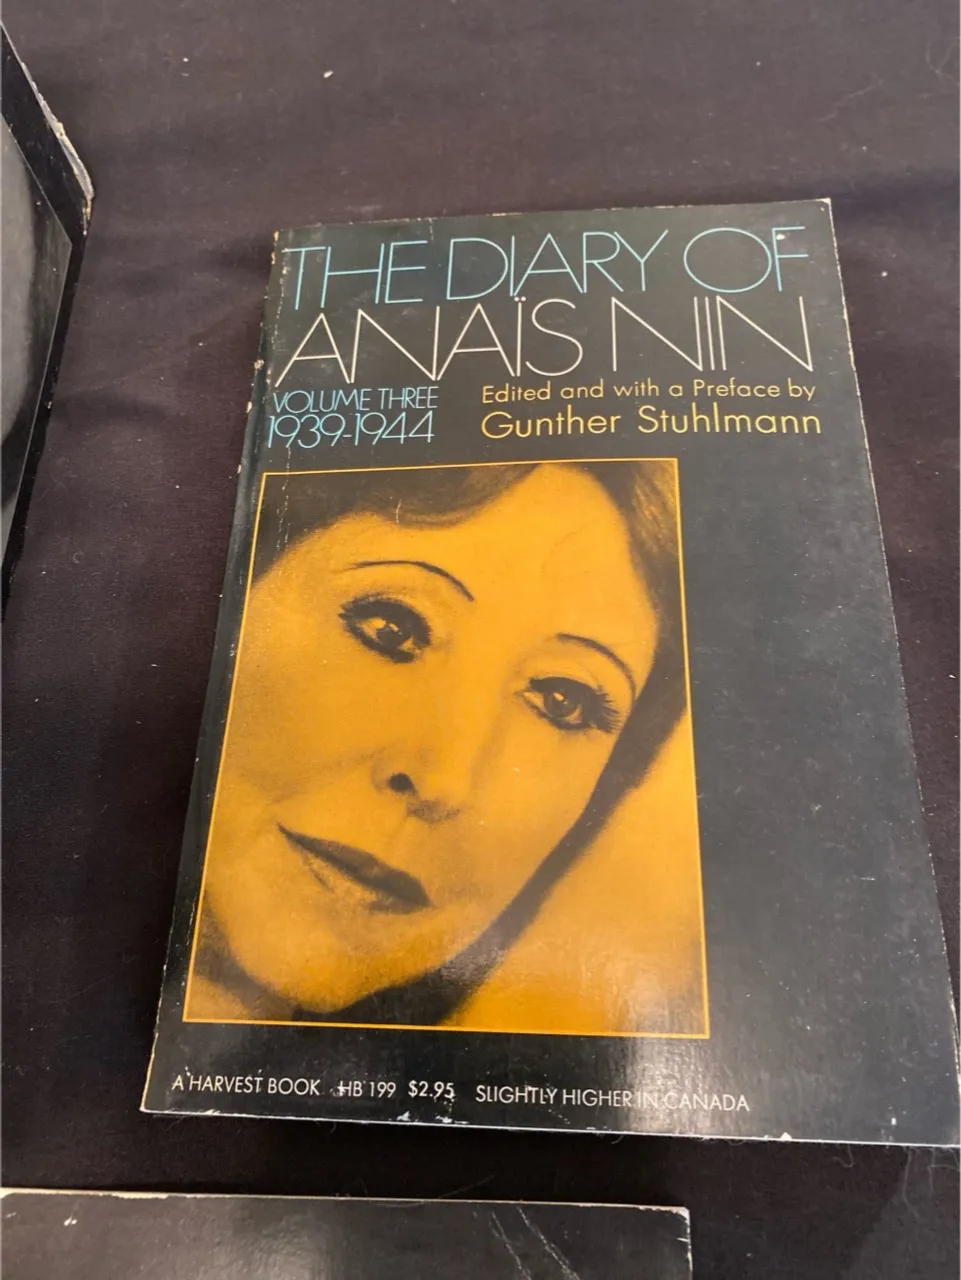 THE DIARY OF
ANAÏS NIN
VOLUME THREE
1939-1944
Edited and with a Preface by
Gunther Stuhlmann
A HARVEST BOOK HB 199 $2.95 SLIGHTLY HIGHER IN CANADA